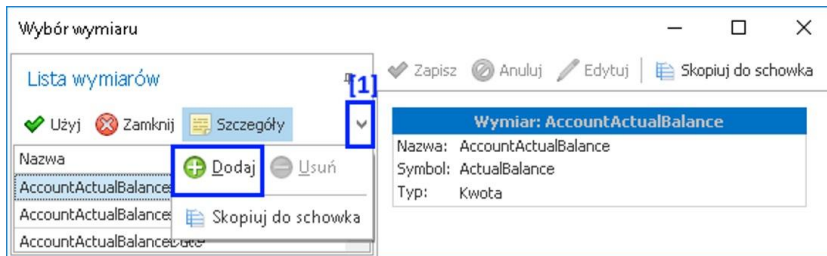 Wybór wymiaru
Lista wymiarów
[1]
Użyj Zamknij Szczegóły
Nazwa
Dodaj Usuń
AccountActualBalance
AccountActualBalance
Skopiuj do schowka
AccountActualBalanceDate
Zapisz Anuluj Edytuj Skopiuj do schowka
Wymiar: AccountActualBalance
Nazwa: AccountActualBalance
Symbol: ActualBalance
Typ: Kwota